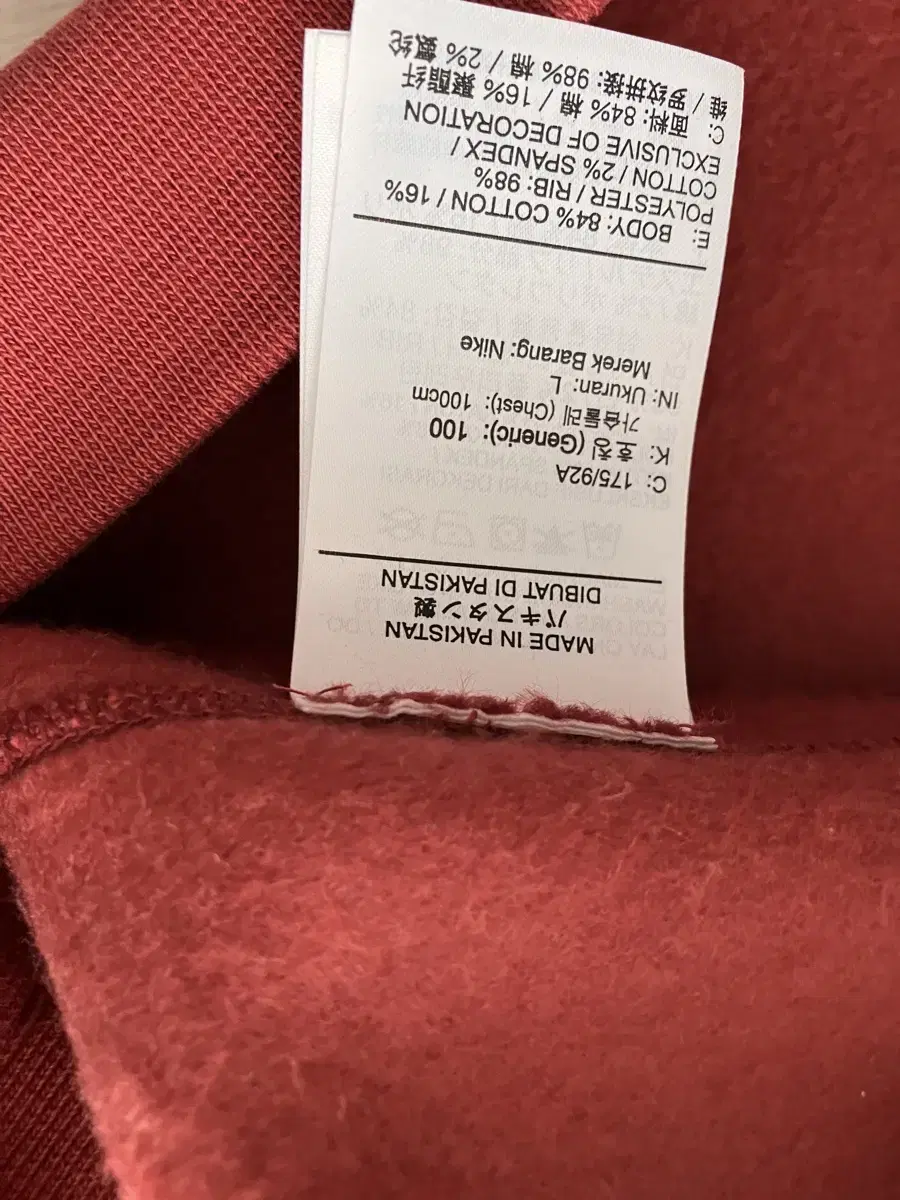 MADE IN PAKISTAN
パキスタン製
DIBUAT DI PAKISTAN
C: 175/92A
K: 호칭 (Generic): 100
가슴둘레 (Chest): 100cm
IN: Ukuran: L
Merek Barang: Nike
E: BODY: 84% COTTON / 16%
POLYESTER / RIB: 98%
COTTON / 2% SPANDEX /
EXCLUSIVE OF DECORATION
C: 面料: 84% 棉 / 16% 聚酯纤
维 / 罗纹拼接: 98% 棉 / 2% 氨纶